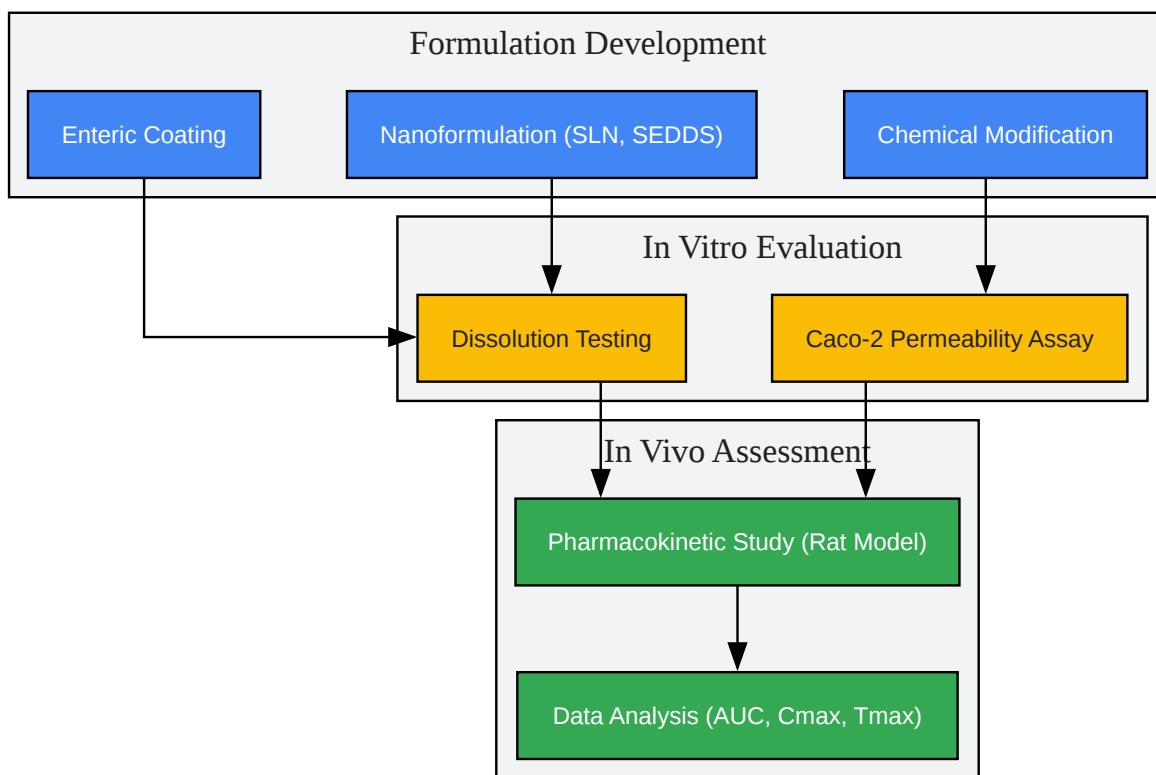 Formulation Development
Enteric Coating
Nanoformulation (SLN, SEDDS)
Chemical Modification
In Vitro Evaluation
Dissolution Testing
Caco-2 Permeability Assay
In Vivo Assessment
Pharmacokinetic Study (Rat Model)
Data Analysis (AUC, Cmax, Tmax)